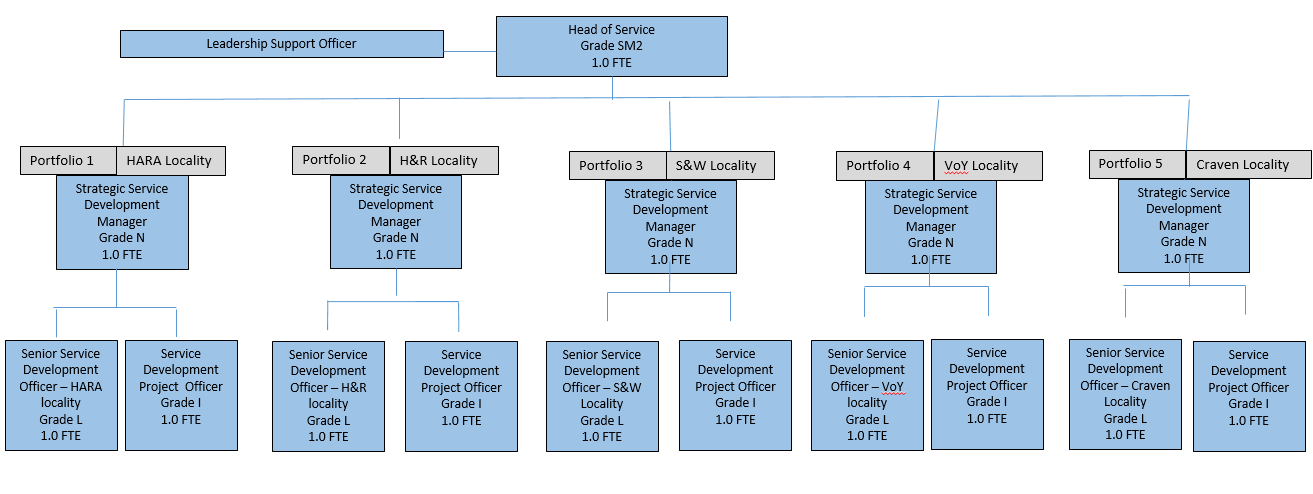 Leadership Support Officer
Head of Service
Grade SM2
1.0 FTE
Portfolio 1
HARA Locality
Strategic Service
Development
Manager
Grade N
1.0 FTE
Portfolio 2
H&R Locality
Strategic Service
Development
Manager
Grade N
1.0 FTE
Portfolio 3
S&W Locality
Strategic Service
Development
Manager
Grade N
1.0 FTE
Portfolio 4
VoY Locality
Strategic Service
Development
Manager
Grade N
1.0 FTE
Portfolio 5
Craven Locality
Strategic Service
Development
Manager
Grade N
1.0 FTE
Senior Service
Development
Officer – HARA
locality
Grade L
1.0 FTE
Service
Development
Project Officer
Grade I
1.0 FTE
Senior Service
Development
Officer – H&R
locality
Grade L
1.0 FTE
Service
Development
Project Officer
Grade I
1.0 FTE
Senior Service
Development
Officer – S&W
Locality
Grade L
1.0 FTE
Service
Development
Project Officer
Grade I
1.0 FTE
Senior Service
Development
Officer – VoY
locality
Grade L
1.0 FTE
Service
Development
Project Officer
Grade I
1.0 FTE
Senior Service
Development
Officer – Craven
Locality
Grade L
1.0 FTE
Service
Development
Project Officer
Grade I
1.0 FTE